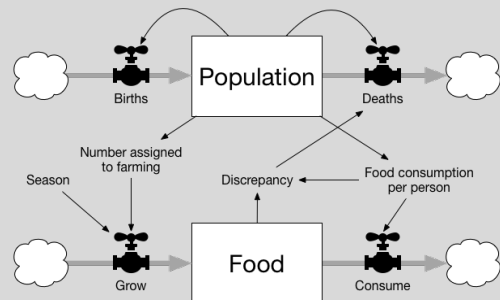 Population
Births
Deaths
Number assigned
to farming
Season
Discrepancy
Food consumption
per person
Food
Grow
Consume